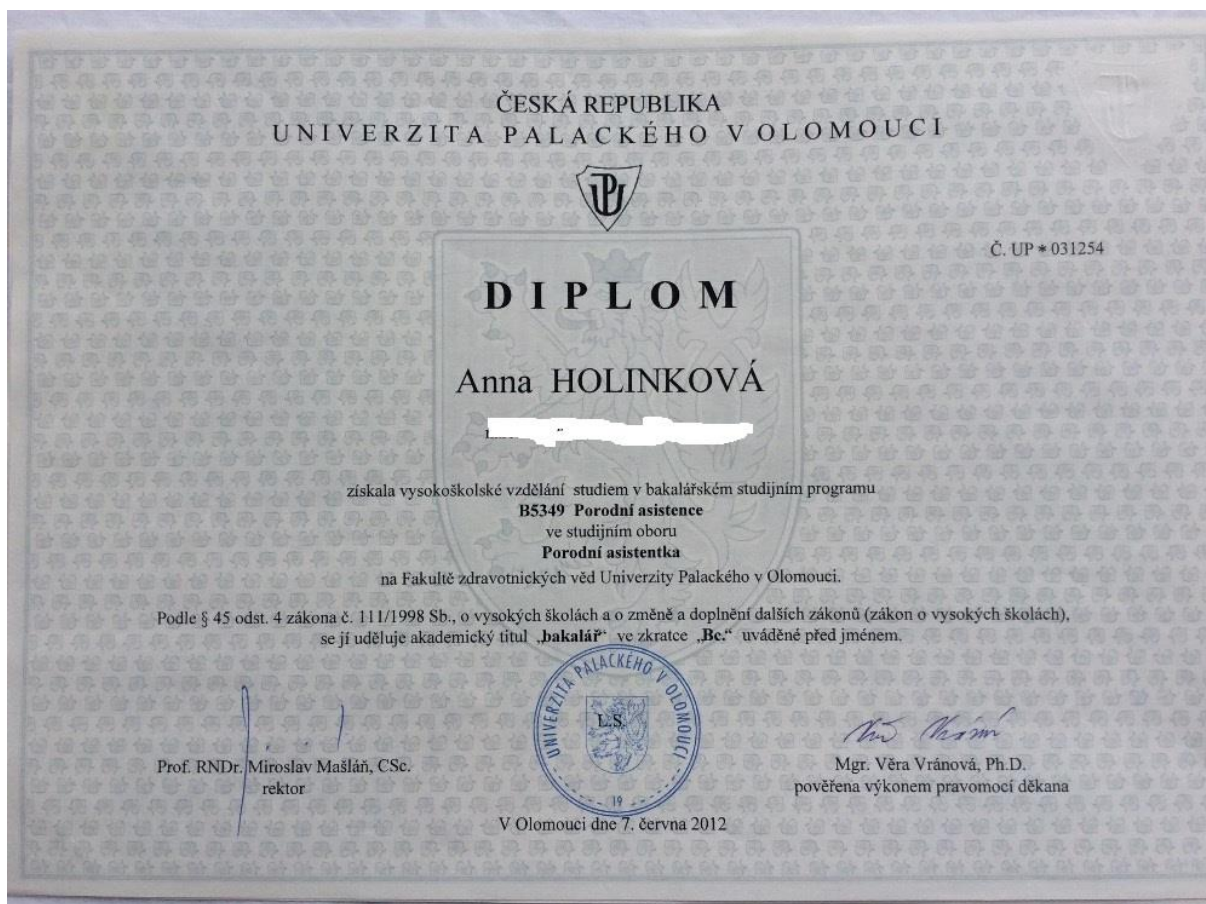 ČESKÁ REPUBLIKA
UNIVERZITA PALACKÉHO V OLOMOUCI
UP
Č. UP * 031254
DIPLOM
Anna HOLINKOVÁ
získala vysokoškolské vzdělání studiem v bakalářském studijním programu
B5349 Porodní asistence
ve studijním oboru
Porodní asistentka
na Fakultě zdravotnických věd Univerzity Palackého v Olomouci.
Podle § 45 odst. 4 zákona č. 111/1998 Sb., o vysokých školách a o změně a doplnění dalších zákonů (zákon o vysokých školách),
se jí uděluje akademický titul „bakalář“ ve zkratce „Bc.“ uváděné před jménem.
UNIVERZITA PALACKÉHO V OLOMOUCI
L.S.
19
Prof. RNDr. Miroslav Mašláň, CSc.
rektor
Mgr. Věra Vránová, Ph.D.
pověřena výkonem pravomocí děkana
V Olomouci dne 7. června 2012